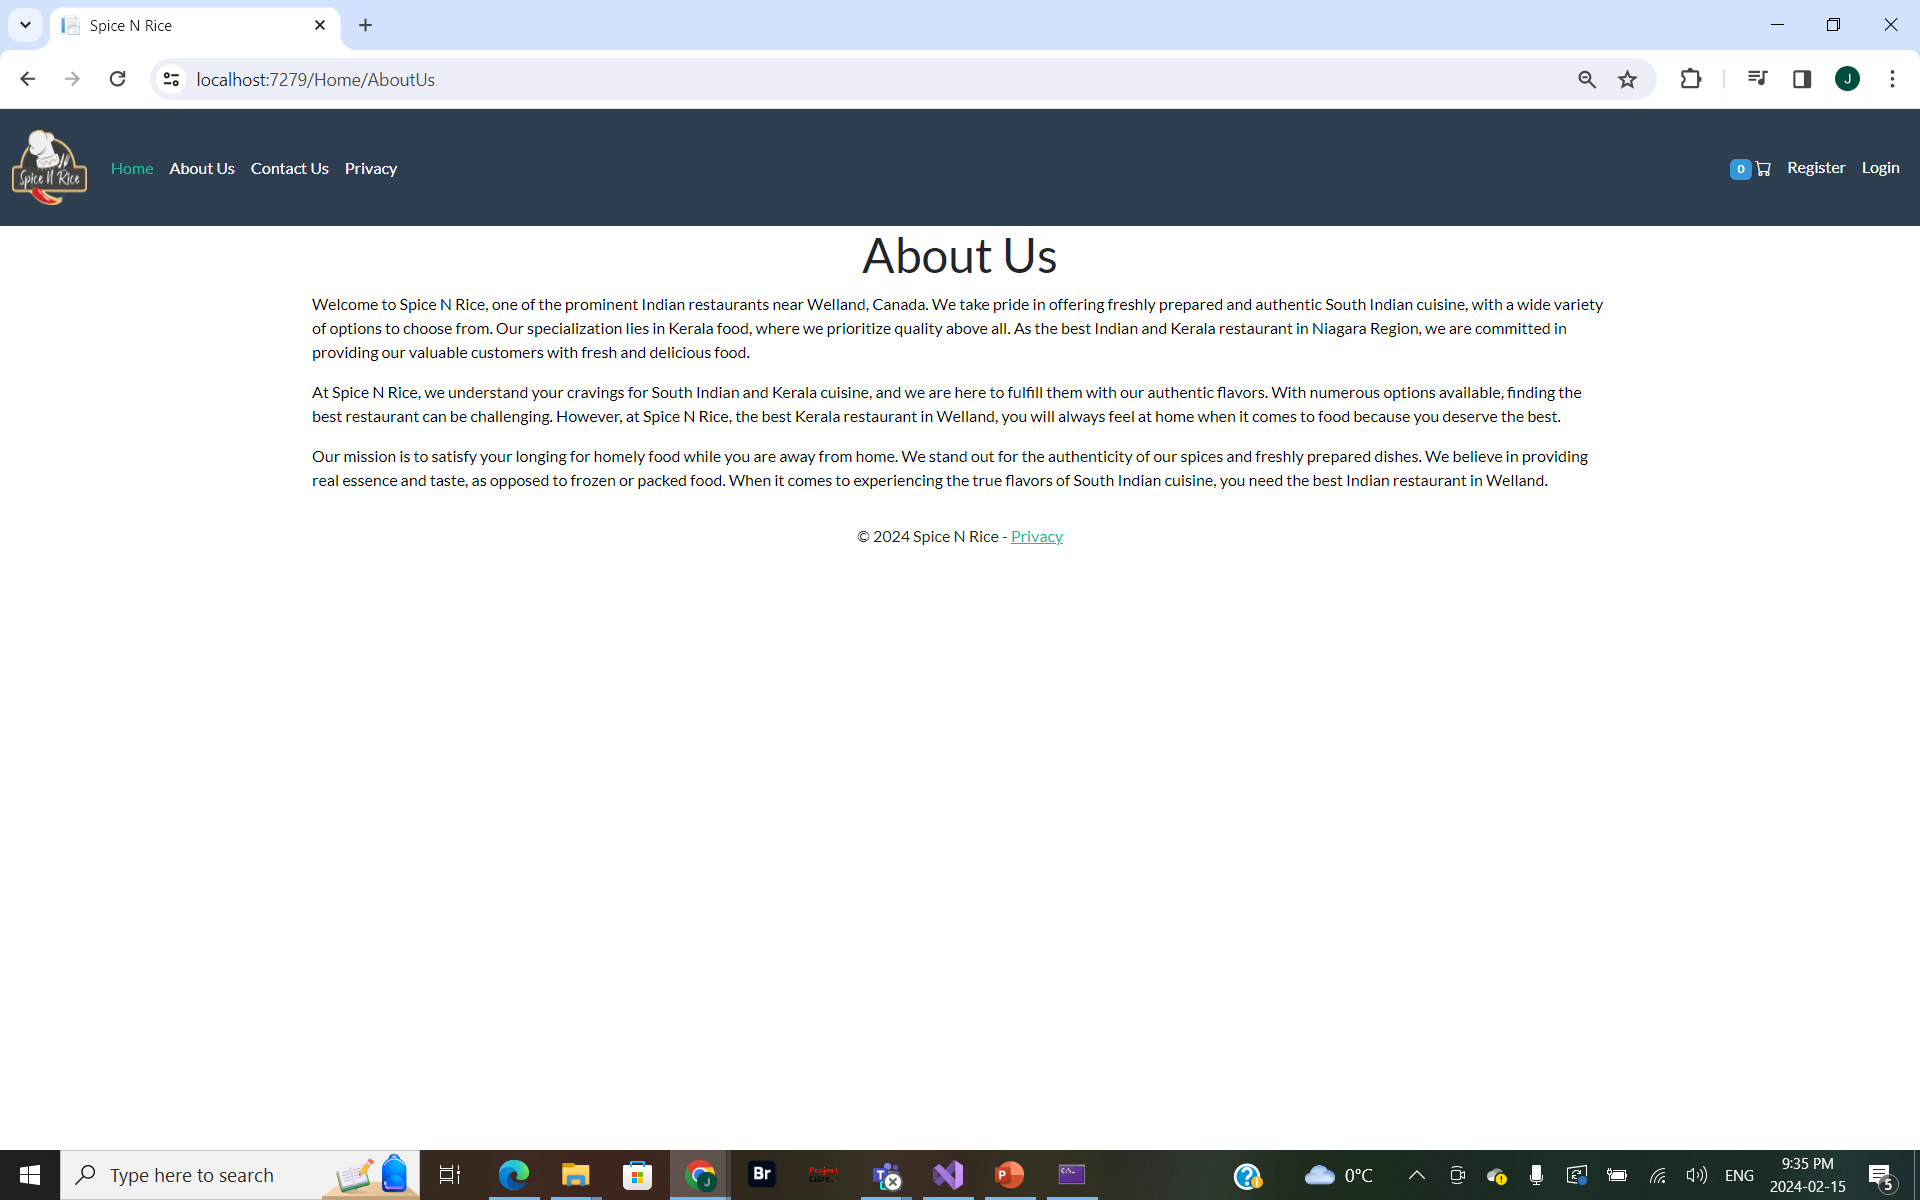 Spice N Rice
localhost:7279/Home/AboutUs
J
Spice N Rice
Home About Us Contact Us Privacy
0 Register Login
About Us
Welcome to Spice N Rice, one of the prominent Indian restaurants near Welland, Canada. We take pride in offering freshly prepared and authentic South Indian cuisine, with a wide variety
of options to choose from. Our specialization lies in Kerala food, where we prioritize quality above all. As the best Indian and Kerala restaurant in Niagara Region, we are committed in
providing our valuable customers with fresh and delicious food.
At Spice N Rice, we understand your cravings for South Indian and Kerala cuisine, and we are here to fulfill them with our authentic flavors. With numerous options available, finding the
best restaurant can be challenging. However, at Spice N Rice, the best Kerala restaurant in Welland, you will always feel at home when it comes to food because you deserve the best.
Our mission is to satisfy your longing for homely food while you are away from home. We stand out for the authenticity of our spices and freshly prepared dishes. We believe in providing
real essence and taste, as opposed to frozen or packed food. When it comes to experiencing the true flavors of South Indian cuisine, you need the best Indian restaurant in Welland.
© 2024 Spice N Rice - Privacy
Type here to search
J
Br
Project
Libre
T
P
C:\.
0°C
ENG
9:35 PM
2024-02-15
5